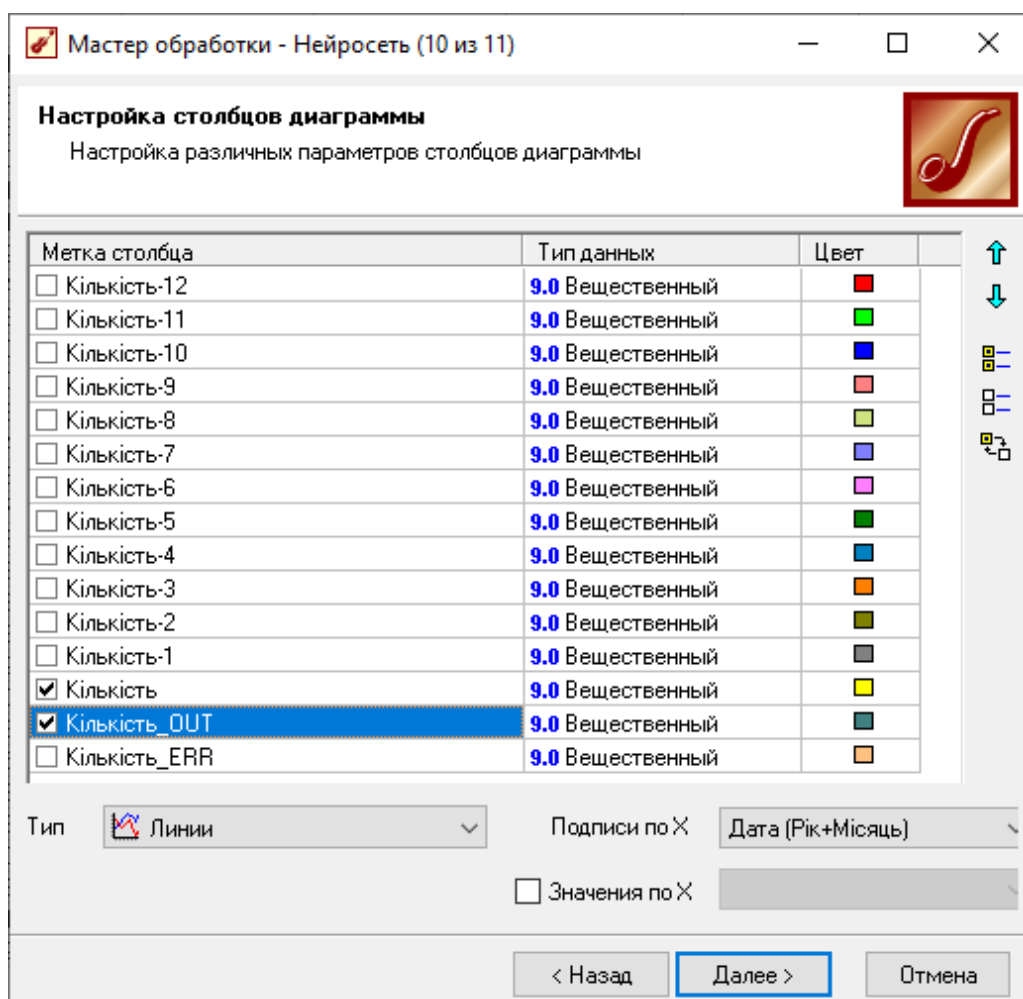 Мастер обработки - Нейросеть (10 из 11)
Настройка столбцов диаграммы
Настройка различных параметров столбцов диаграммы
Метка столбца Тип данных Цвет
Кількість-12 9.0 Вещественный
Кількість-11 9.0 Вещественный
Кількість-10 9.0 Вещественный
Кількість-9 9.0 Вещественный
Кількість-8 9.0 Вещественный
Кількість-7 9.0 Вещественный
Кількість-6 9.0 Вещественный
Кількість-5 9.0 Вещественный
Кількість-4 9.0 Вещественный
Кількість-3 9.0 Вещественный
Кількість-2 9.0 Вещественный
Кількість-1 9.0 Вещественный
Кількість 9.0 Вещественный
Кількість_OUT 9.0 Вещественный
Кількість_ERR 9.0 Вещественный
Тип Линии Подписи по X Дата (Рік+Місяць)
Значения по X
< Назад Далее > Отмена